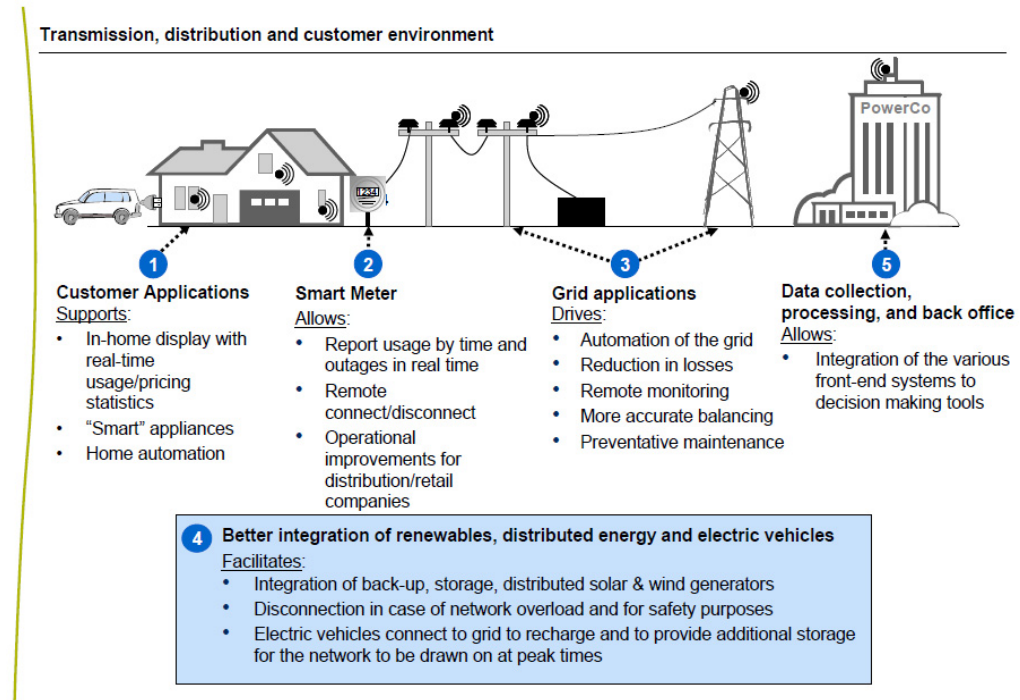 Transmission, distribution and customer environment
PowerCo
1234
1
Customer Applications
Supports:
• In-home display with
real-time
usage/pricing
statistics
• “Smart” appliances
• Home automation
2
Smart Meter
Allows:
• Report usage by time and
outages in real time
• Remote
connect/disconnect
• Operational
improvements for
distribution/retail
companies
3
Grid applications
Drives:
• Automation of the grid
• Reduction in losses
• Remote monitoring
• More accurate balancing
• Preventative maintenance
5
Data collection,
processing, and back office
Allows:
• Integration of the various
front-end systems to
decision making tools
4 Better integration of renewables, distributed energy and electric vehicles
Facilitates:
• Integration of back-up, storage, distributed solar & wind generators
• Disconnection in case of network overload and for safety purposes
• Electric vehicles connect to grid to recharge and to provide additional storage
for the network to be drawn on at peak times